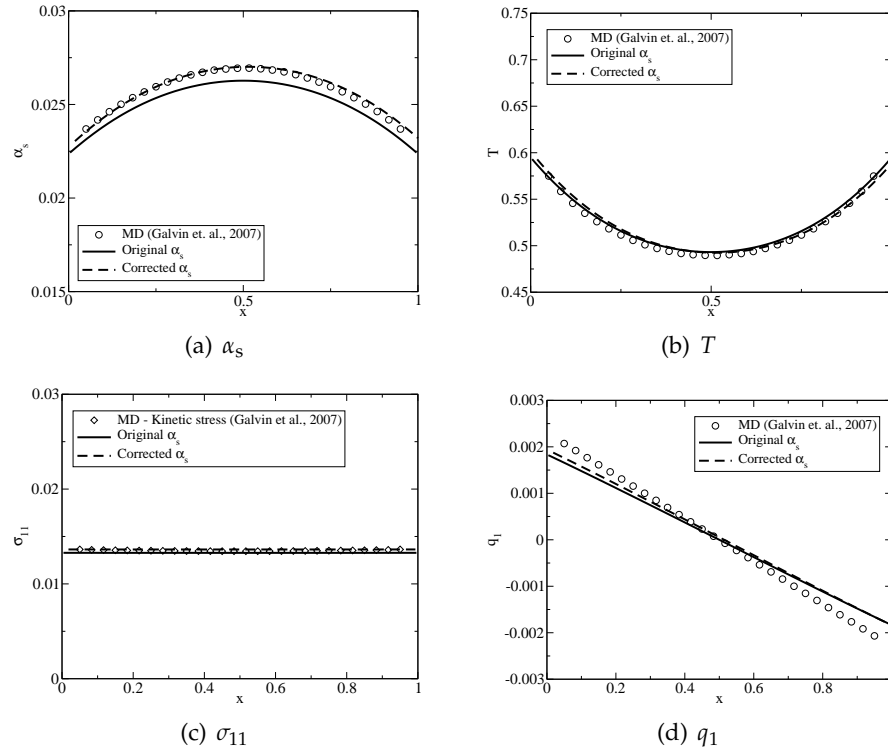 0.03
0.025
0.02
0.015
α_s
MD (Galvin et. al., 2007)
Original α_s
Corrected α_s
0
0.5
1
x
(a) α_s
0.75
0.7
0.65
0.6
0.55
0.5
0.45
T
MD (Galvin et. al., 2007)
Original α_s
Corrected α_s
0
0.5
x
(b) T
0.03
0.02
0.01
0
σ_11
MD - Kinetic stress (Galvin et al., 2007)
Original α_s
Corrected α_s
0
0.2
0.4
0.6
0.8
1
x
(c) σ_11
0.003
0.002
0.001
0
-0.001
-0.002
-0.003
q_1
MD (Galvin et. al., 2007)
Original α_s
Corrected α_s
0
0.2
0.4
0.6
0.8
x
(d) q_1